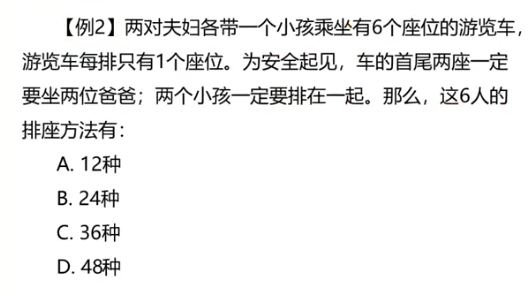 【例2】两对夫妇各带一个小孩乘坐有6个座位的游览车，
游览车每排只有1个座位。为安全起见，车的首尾两座一定
要坐两位爸爸；两个小孩一定要排在一起。那么，这6人的
排座方法有：
A. 12种
B. 24种
C. 36种
D. 48种